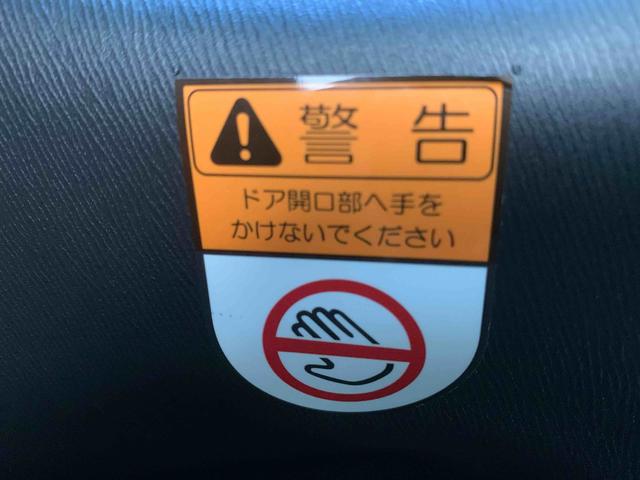 警告
ドア開口部へ手を
かけないでください